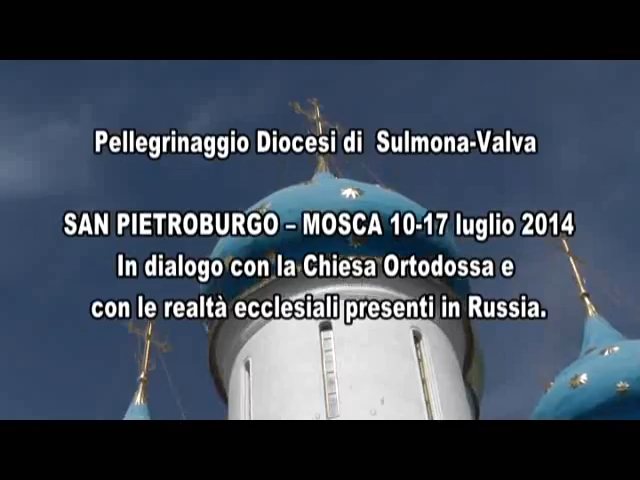 Pellegrinaggio Diocesi di Sulmona-Valva
SAN PIETROBURGO – MOSCA 10-17 luglio 2014
In dialogo con la Chiesa Ortodossa e
con le realtà ecclesiali presenti in Russia.